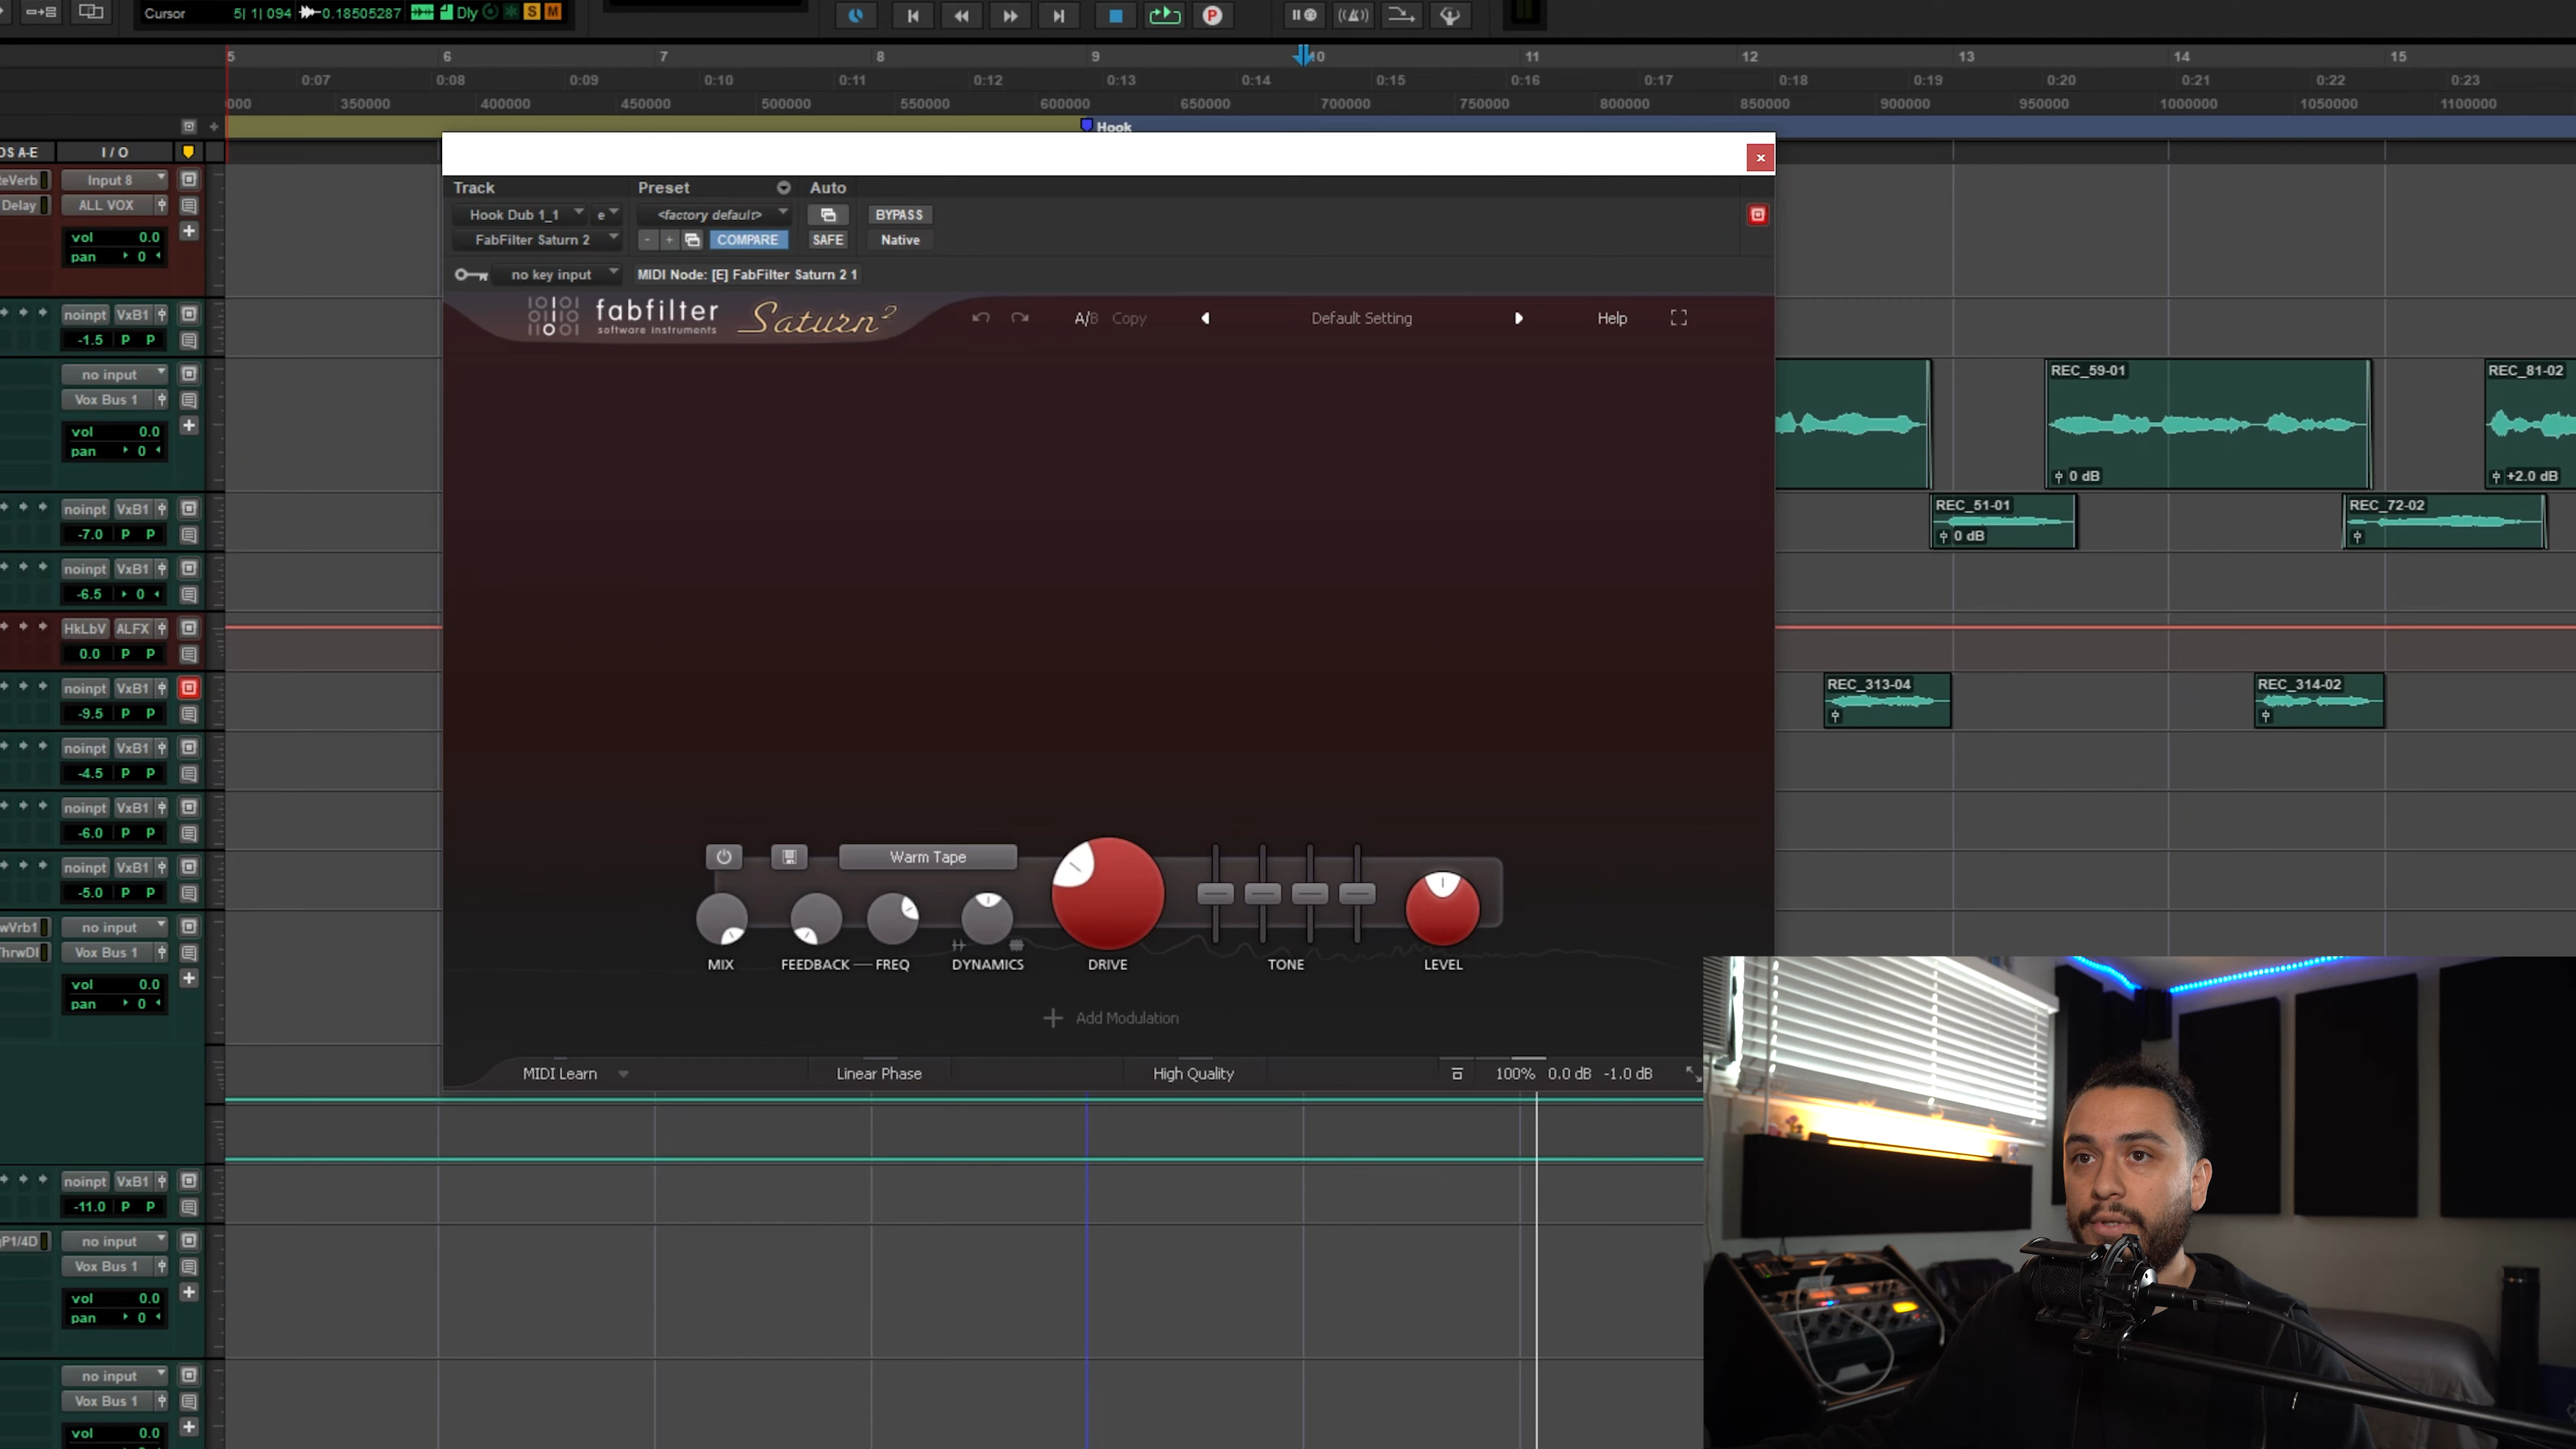 Cursor 5| 1| 094 0.18505287 Dly S M
P
5 6 7 8 9 10 11 12 13 14 15
0:07 0:08 0:09 0:10 0:11 0:12 0:13 0:14 0:15 0:16 0:17 0:18 0:19 0:20 0:21 0:22 0:23
000 350000 400000 450000 500000 550000 600000 650000 700000 750000 800000 850000 900000 950000 1000000 1050000 1100000
Hook
DS A-E I / O
teVerb Input 8
Delay ALL VOX
vol 0.0
pan 0
noinpt VxB1
-1.5 P P
no input
Vox Bus 1
vol 0.0
pan 0
noinpt VxB1
-7.0 P P
noinpt VxB1
-6.5 0
HkLbV ALFX
0.0 P P
noinpt VxB1
-9.5 P P
noinpt VxB1
-4.5 P P
noinpt VxB1
-6.0 P P
noinpt VxB1
-5.0 P P
wVrb1 no input
ThrwDl Vox Bus 1
vol 0.0
pan 0
noinpt VxB1
-11.0 P P
P1/4D no input
Vox Bus 1
vol 0.0
pan 0
no input
Vox Bus 1
vol 0.0
Track Preset Auto
Hook Dub 1_1 e <factory default> BYPASS
FabFilter Saturn 2 - + COMPARE SAFE Native
no key input MIDI Node: [E] FabFilter Saturn 2 1
fabfilter Saturn 2
software instruments
A/B Copy Default Setting Help
Warm Tape
MIX FEEDBACK FREQ DYNAMICS DRIVE TONE LEVEL
Add Modulation
MIDI Learn Linear Phase High Quality 100% 0.0 dB -1.0 dB
REC_59-01
0 dB
REC_81-02
+2.0 dB
REC_51-01
0 dB
REC_72-02
REC_313-04
REC_314-02